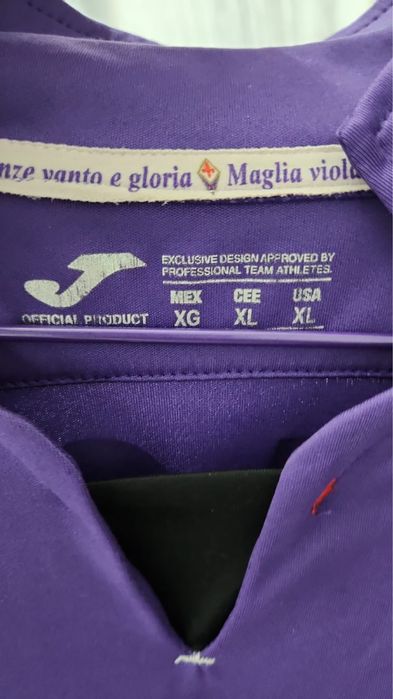 vanto e gloria Maglia viola
EXCLUSIVE DESIGN APPROVED BY
PROFESSIONAL TEAM ATHLETES.
OFFICIAL PRODUCT
MEX CEE USA
XG XL XL